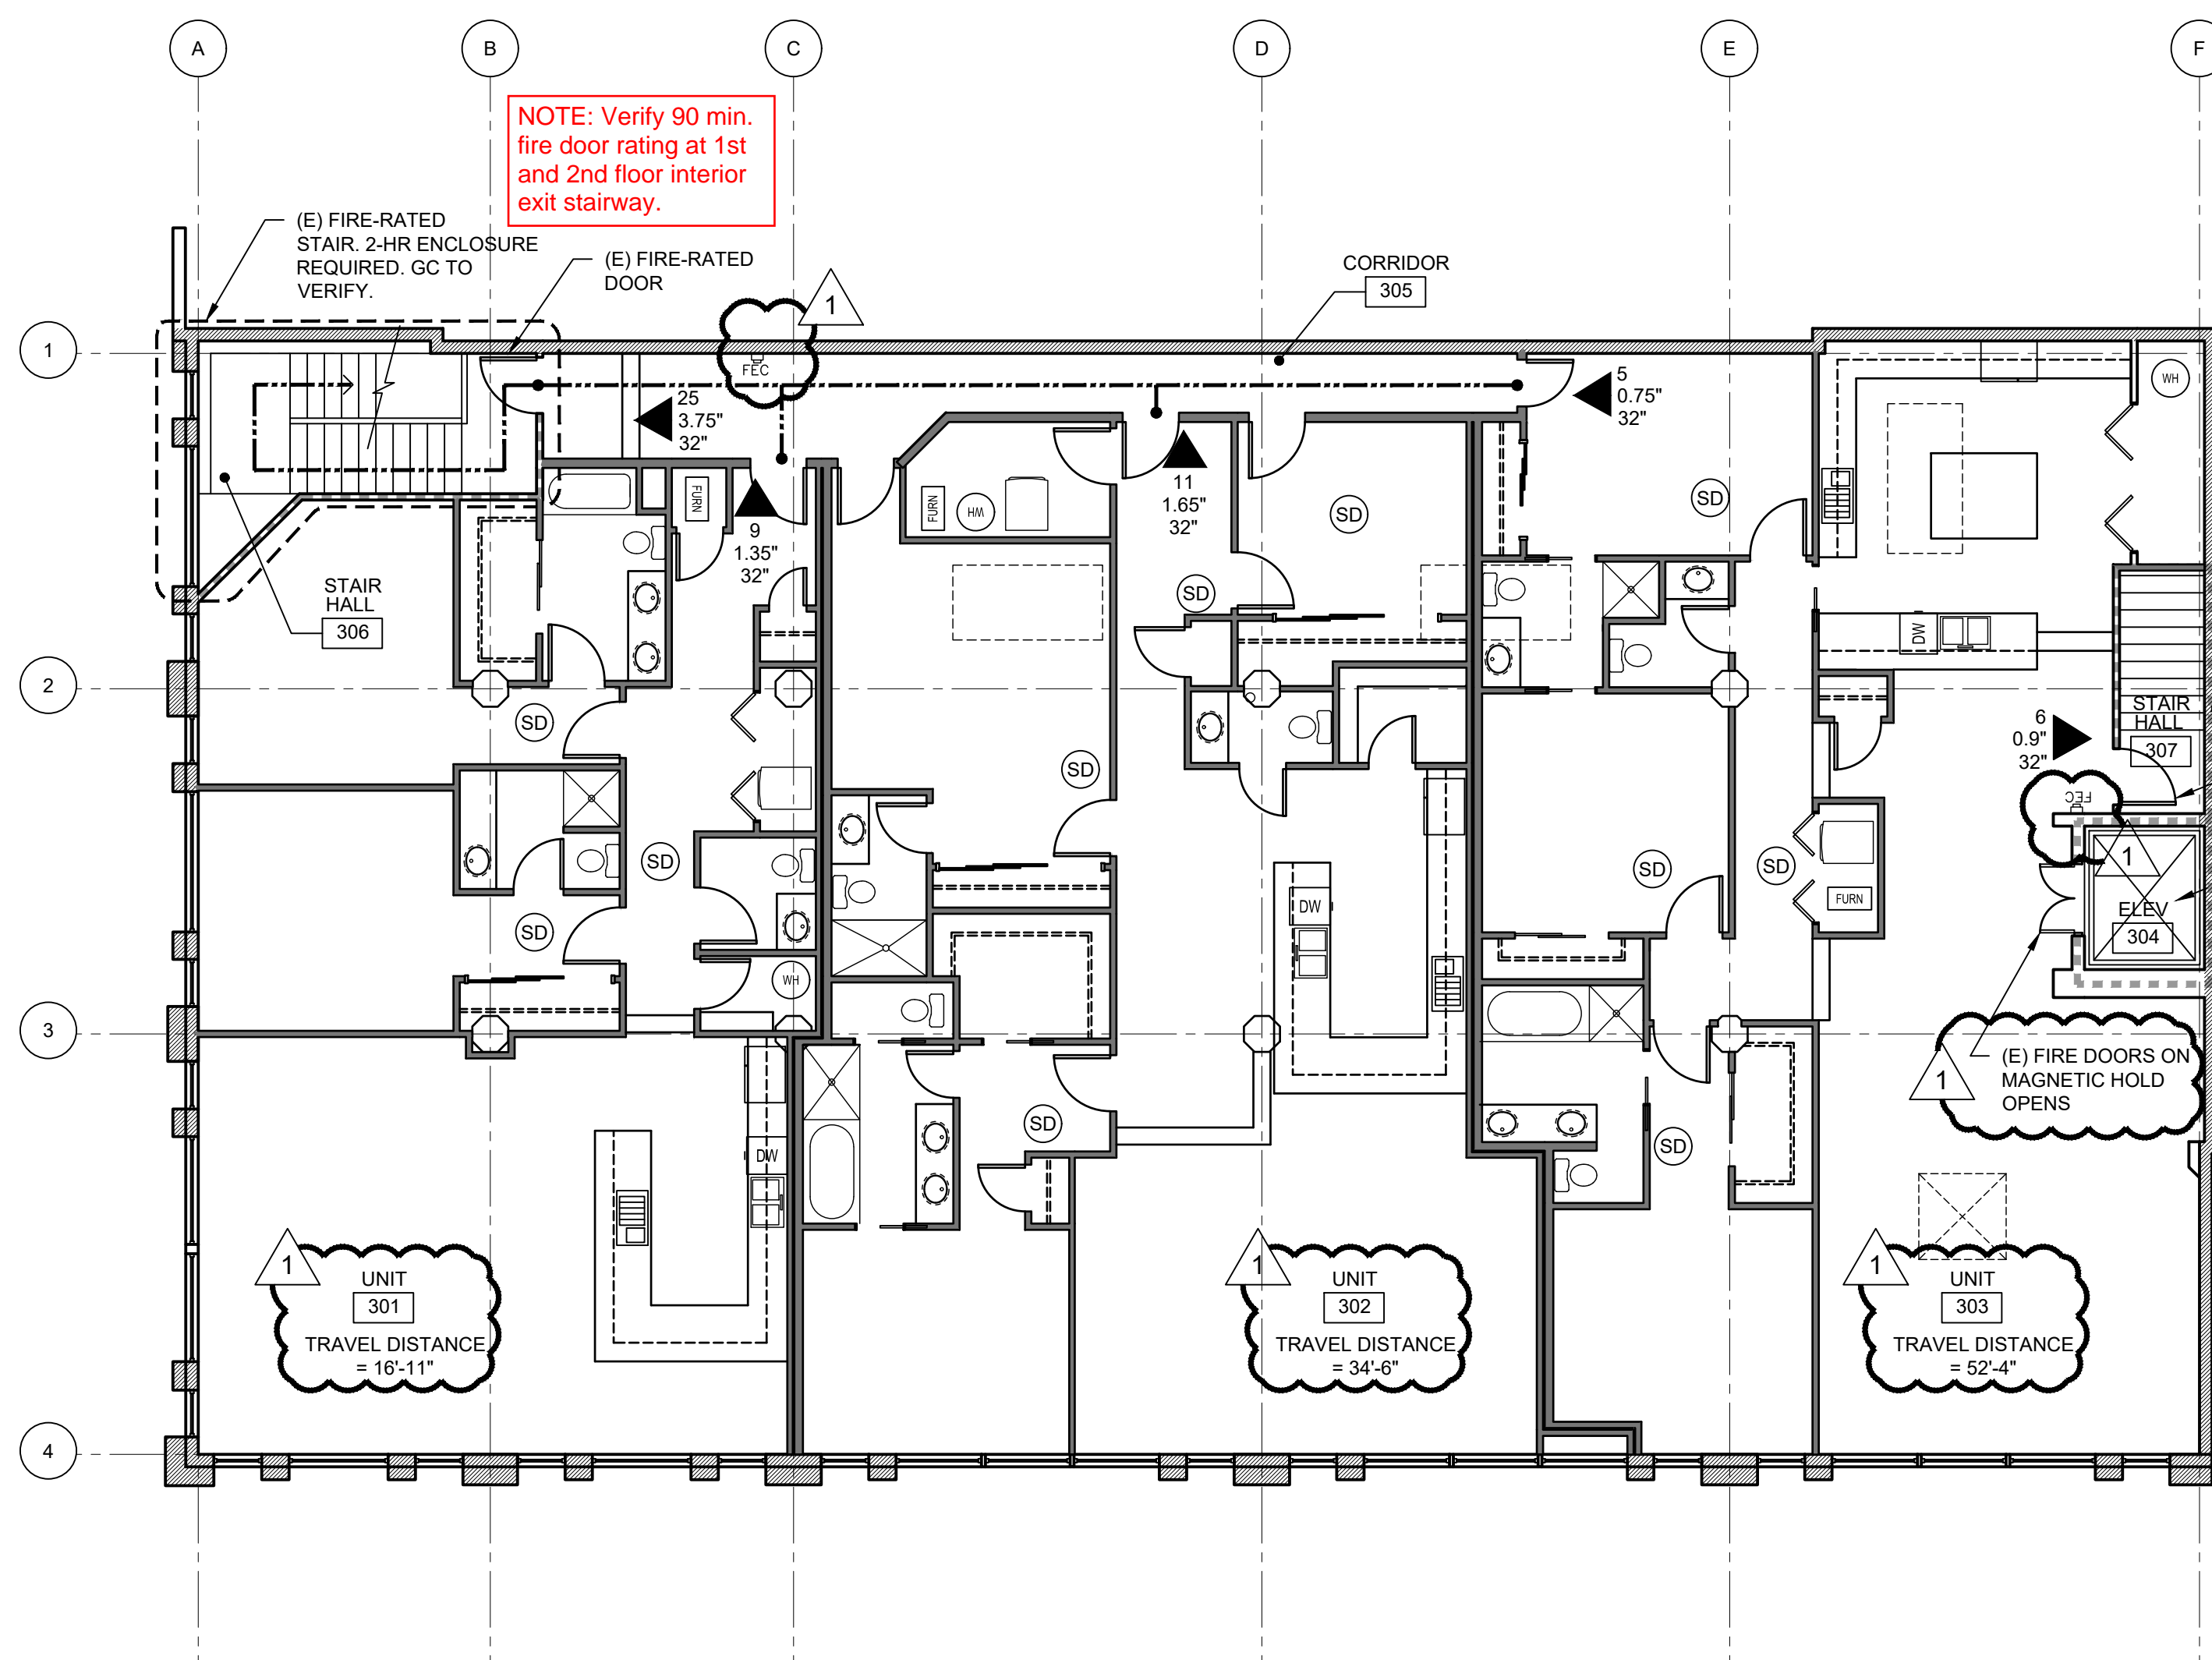 A
B
C
D
E
F
NOTE: Verify 90 min.
fire door rating at 1st
and 2nd floor interior
exit stairway.
(E) FIRE-RATED
STAIR. 2-HR ENCLOSURE
REQUIRED. GC TO
VERIFY.
(E) FIRE-RATED
DOOR
CORRIDOR
305
1
1
FEC
25
3.75"
32"
5
0.75"
32"
WH
11
1.65"
32"
9
1.35"
32"
FURN
FURN
WH
SD
SD
SD
STAIR
HALL
306
DW
2
SD
SD
STAIR
HALL
307
6
0.9"
32"
FEC
1
SD
SD
SD
FURN
DW
ELEV
304
SD
WH
3
(E) FIRE DOORS ON
MAGNETIC HOLD
OPENS
1
SD
SD
DW
1
UNIT
301
TRAVEL DISTANCE
= 16'-11"
1
UNIT
302
TRAVEL DISTANCE
= 34'-6"
1
UNIT
303
TRAVEL DISTANCE
= 52'-4"
4